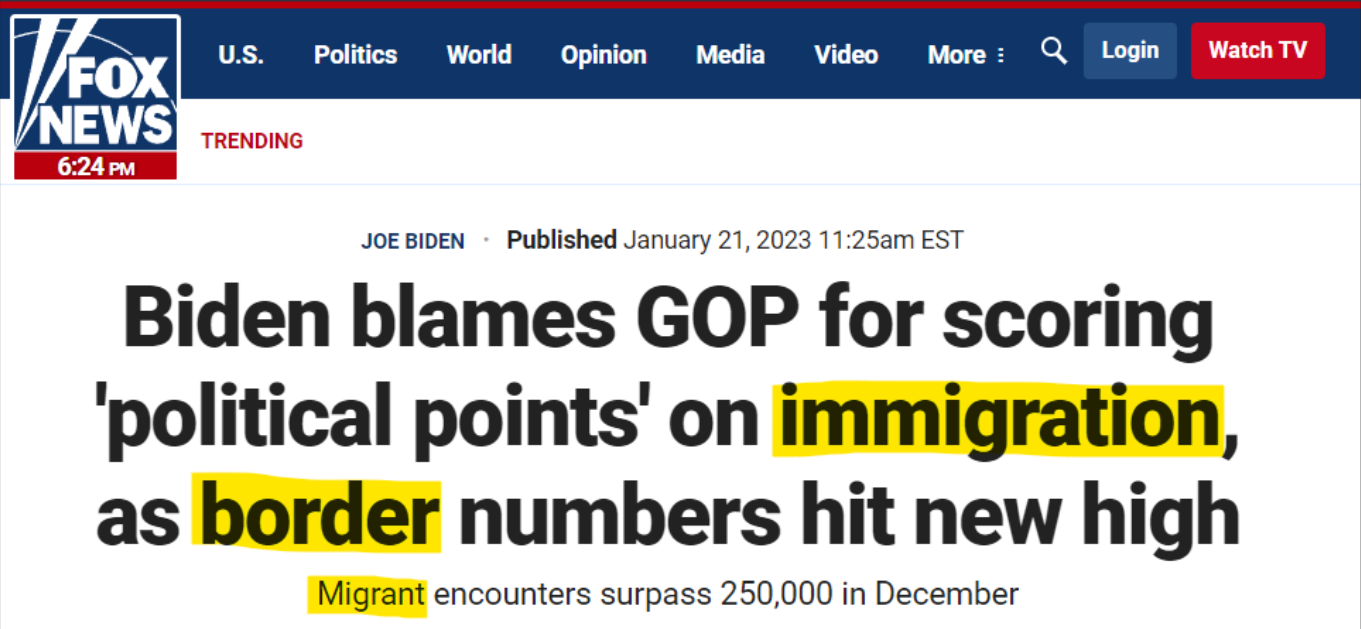 FOX
NEWS
6:24 PM
U.S. Politics World Opinion Media Video More Login Watch TV
TRENDING
JOE BIDEN · Published January 21, 2023 11:25am EST
Biden blames GOP for scoring
'political points' on immigration,
as border numbers hit new high
Migrant encounters surpass 250,000 in December